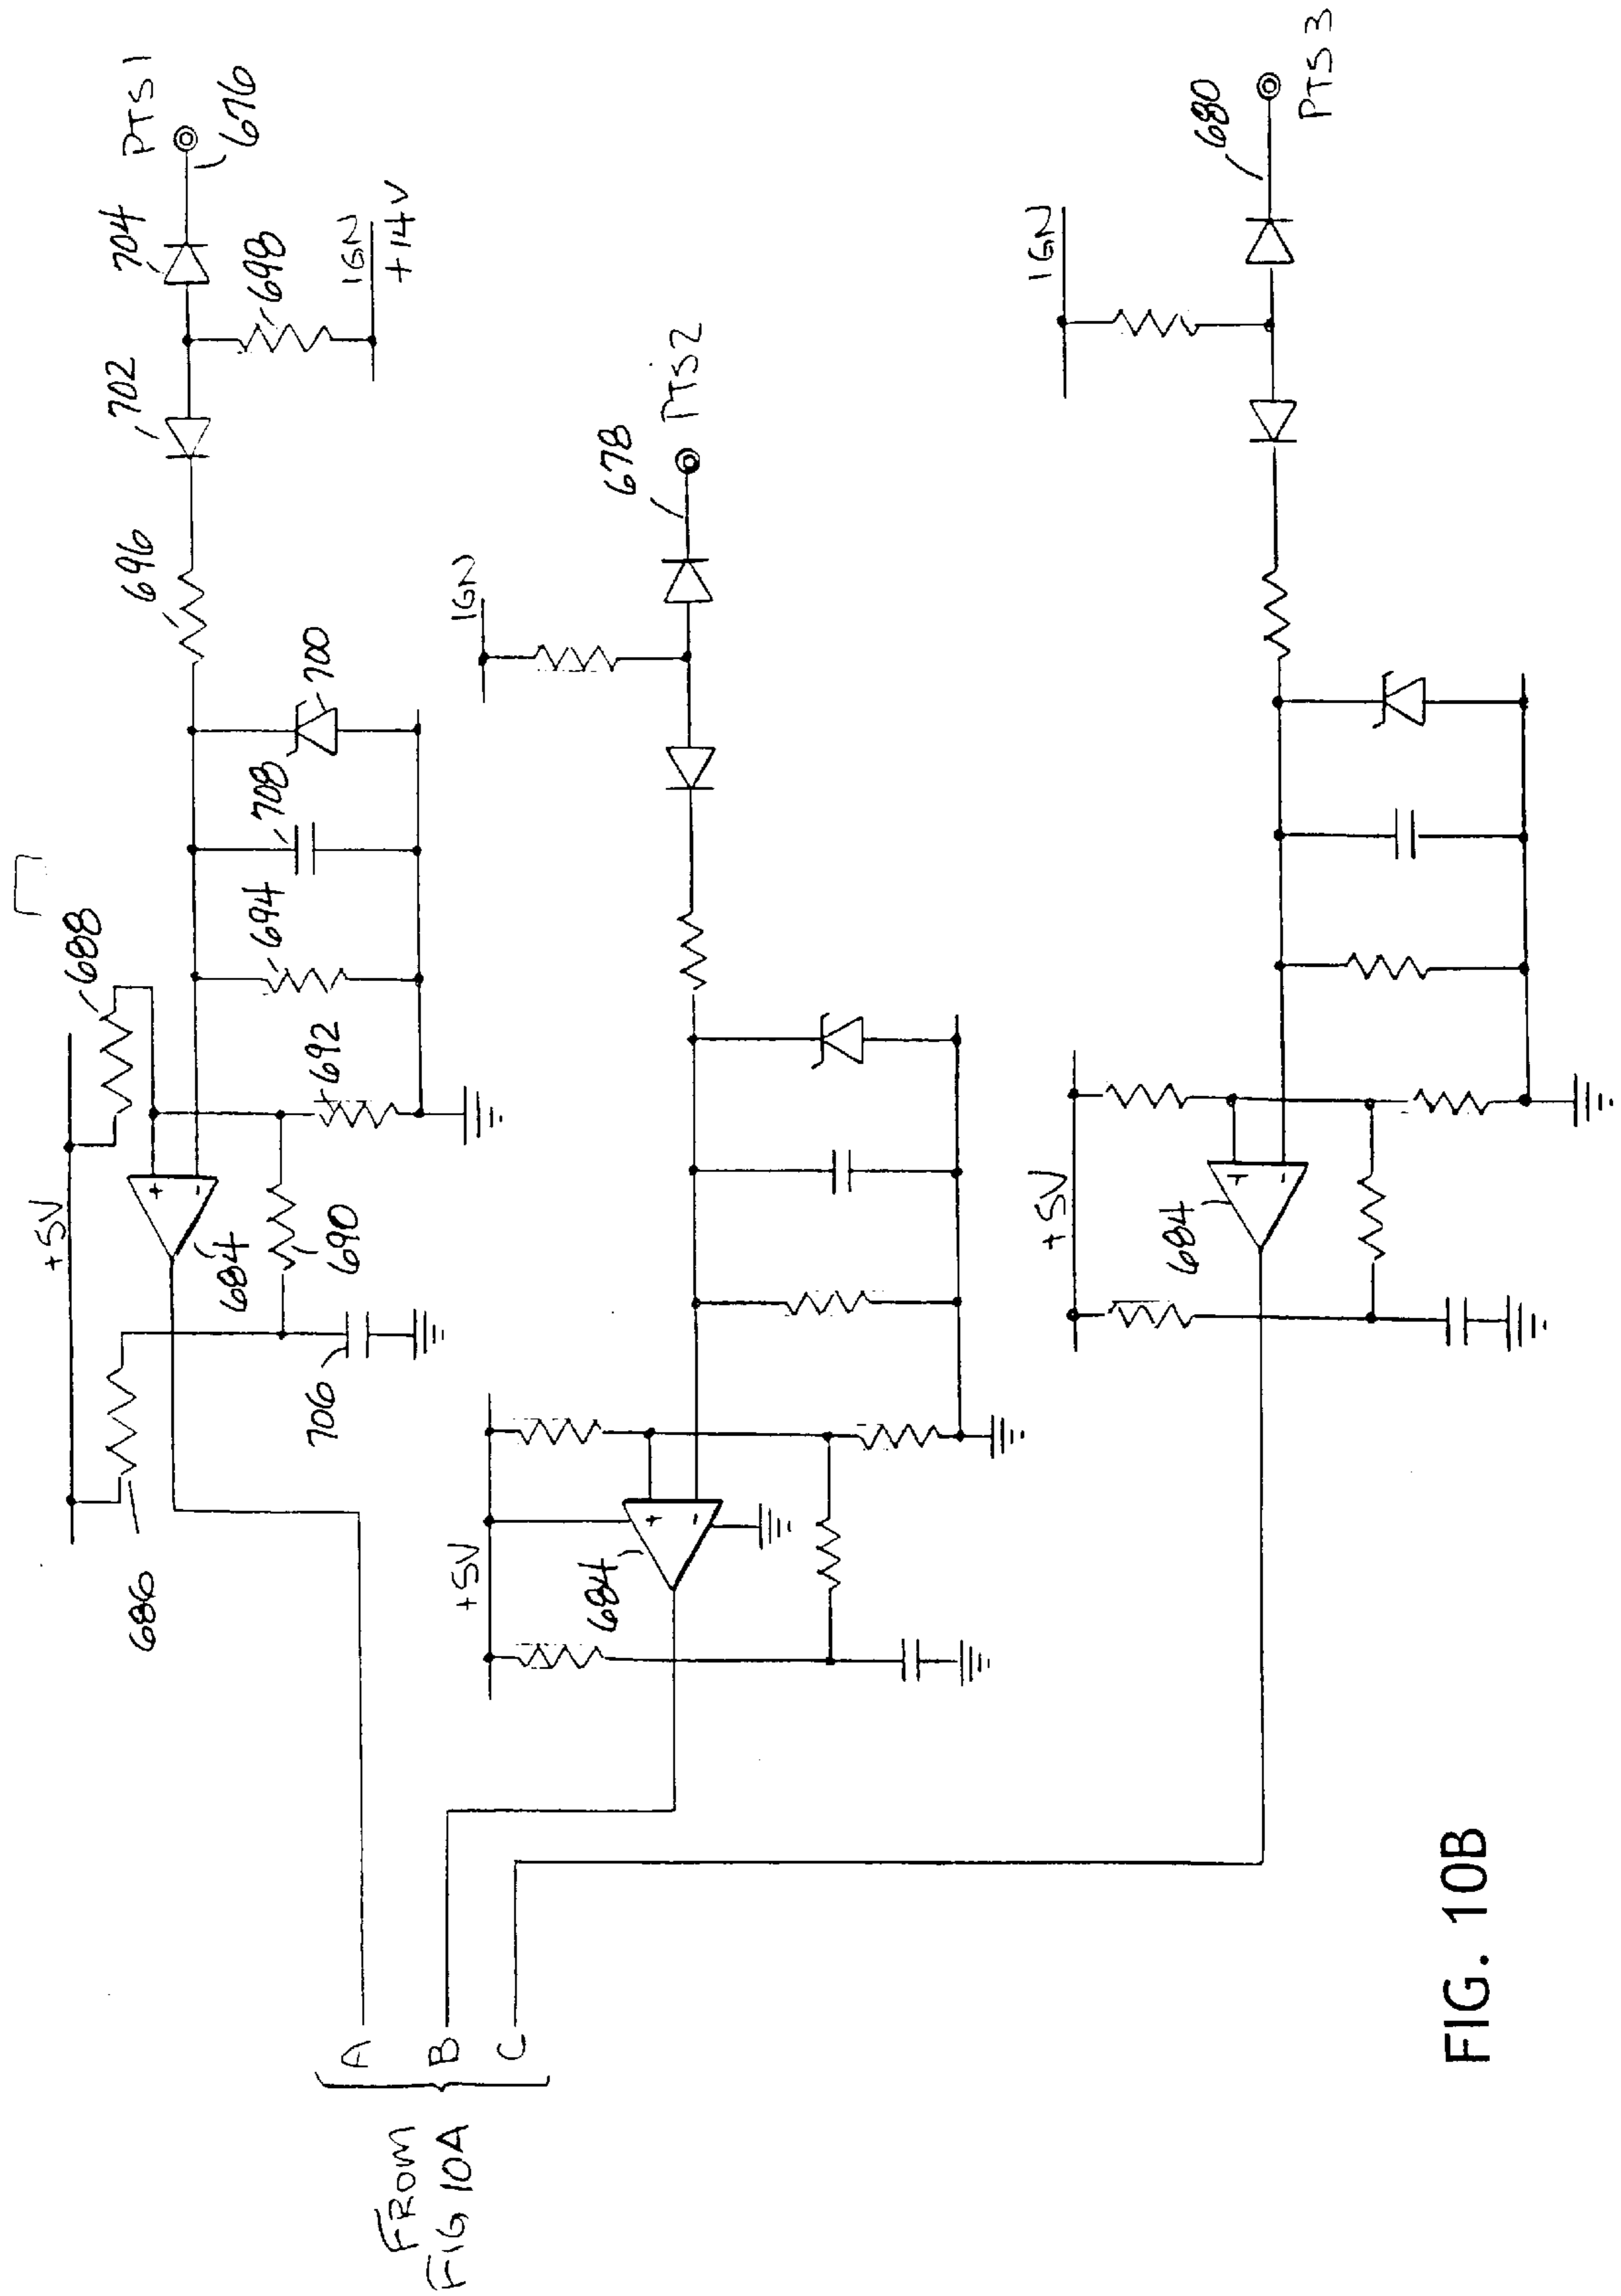 PTS1
676
704
698
IGN
+14V
702
696
700
708
694
688
692
+5V
684
690
706
686
IGN
678
PTS2
+5V
684
IGN
680
PTS3
+5V
684
A
B
C
FROM
FIG 10A
FIG. 10B